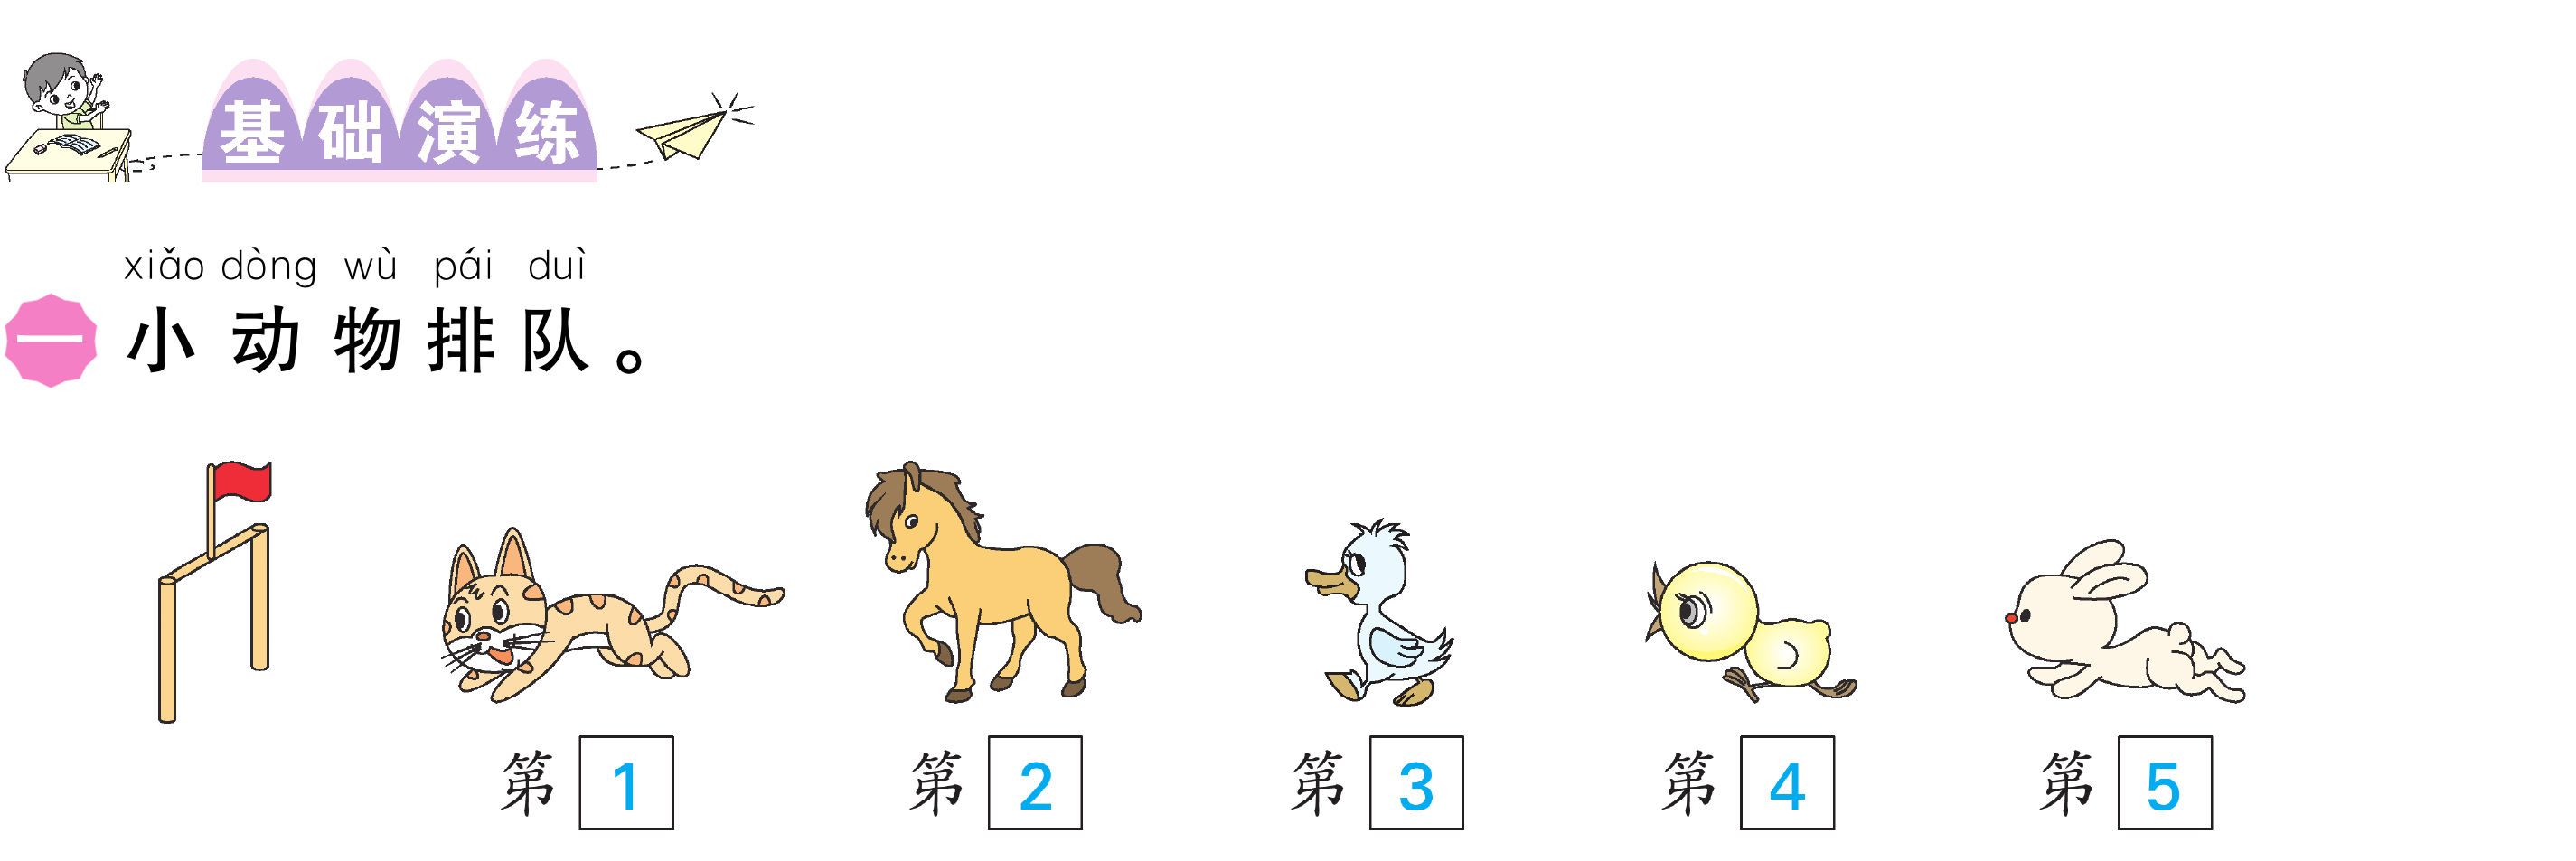 基础演练
xiǎo dòng wù pái duì
一 小动物排队。
第 1 第 2 第 3 第 4 第 5